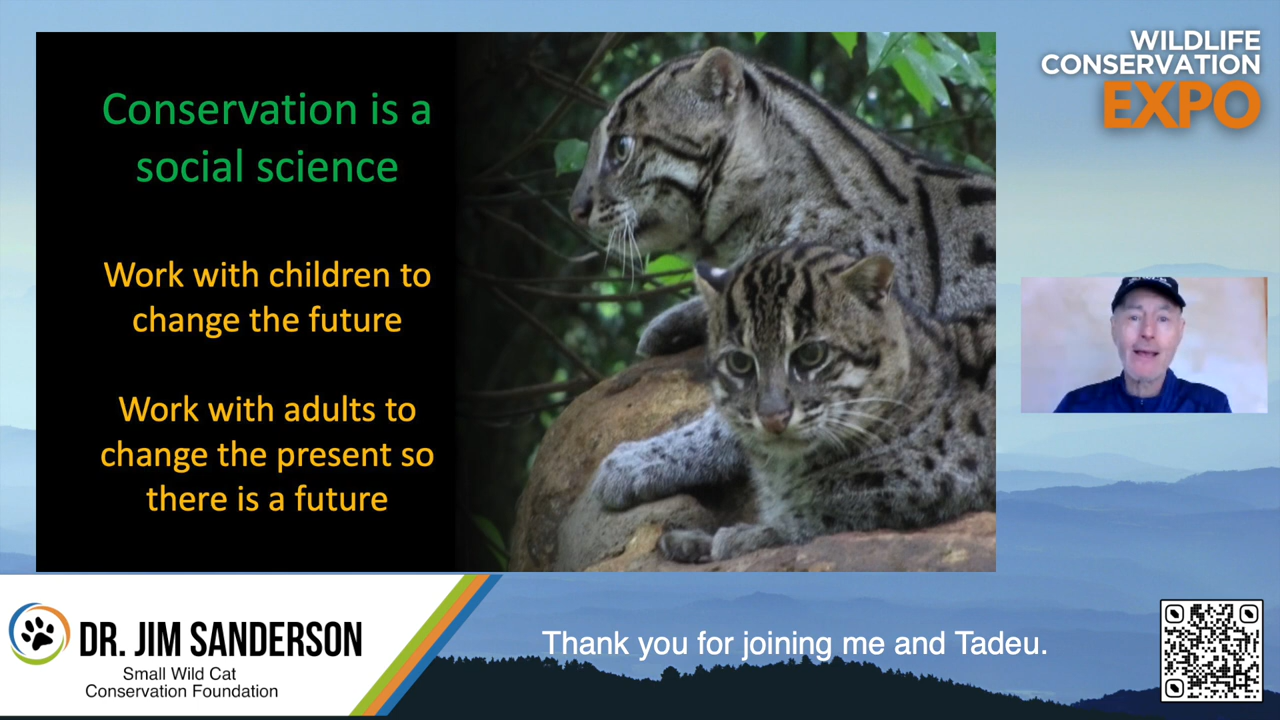 Conservation is a
social science
Work with children to
change the future
Work with adults to
change the present so
there is a future
WILDLIFE
CONSERVATION
EXPO
DR. JIM SANDERSON
Small Wild Cat
Conservation Foundation
Thank you for joining me and Tadeu.